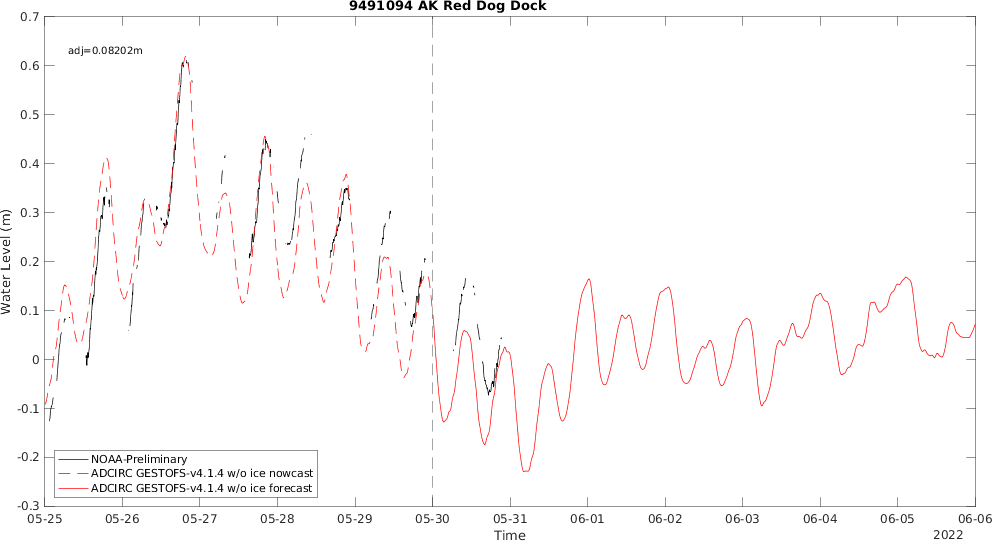 9491094 AK Red Dog Dock
adj=0.08202m
Water Level (m)
0.7
0.6
0.5
0.4
0.3
0.2
0.1
0
-0.1
-0.2
-0.3
NOAA-Preliminary
ADCIRC GESTOFS-v4.1.4 w/o ice nowcast
ADCIRC GESTOFS-v4.1.4 w/o ice forecast
05-25 05-26 05-27 05-28 05-29 05-30 05-31 06-01 06-02 06-03 06-04 06-05 06-06
Time
2022